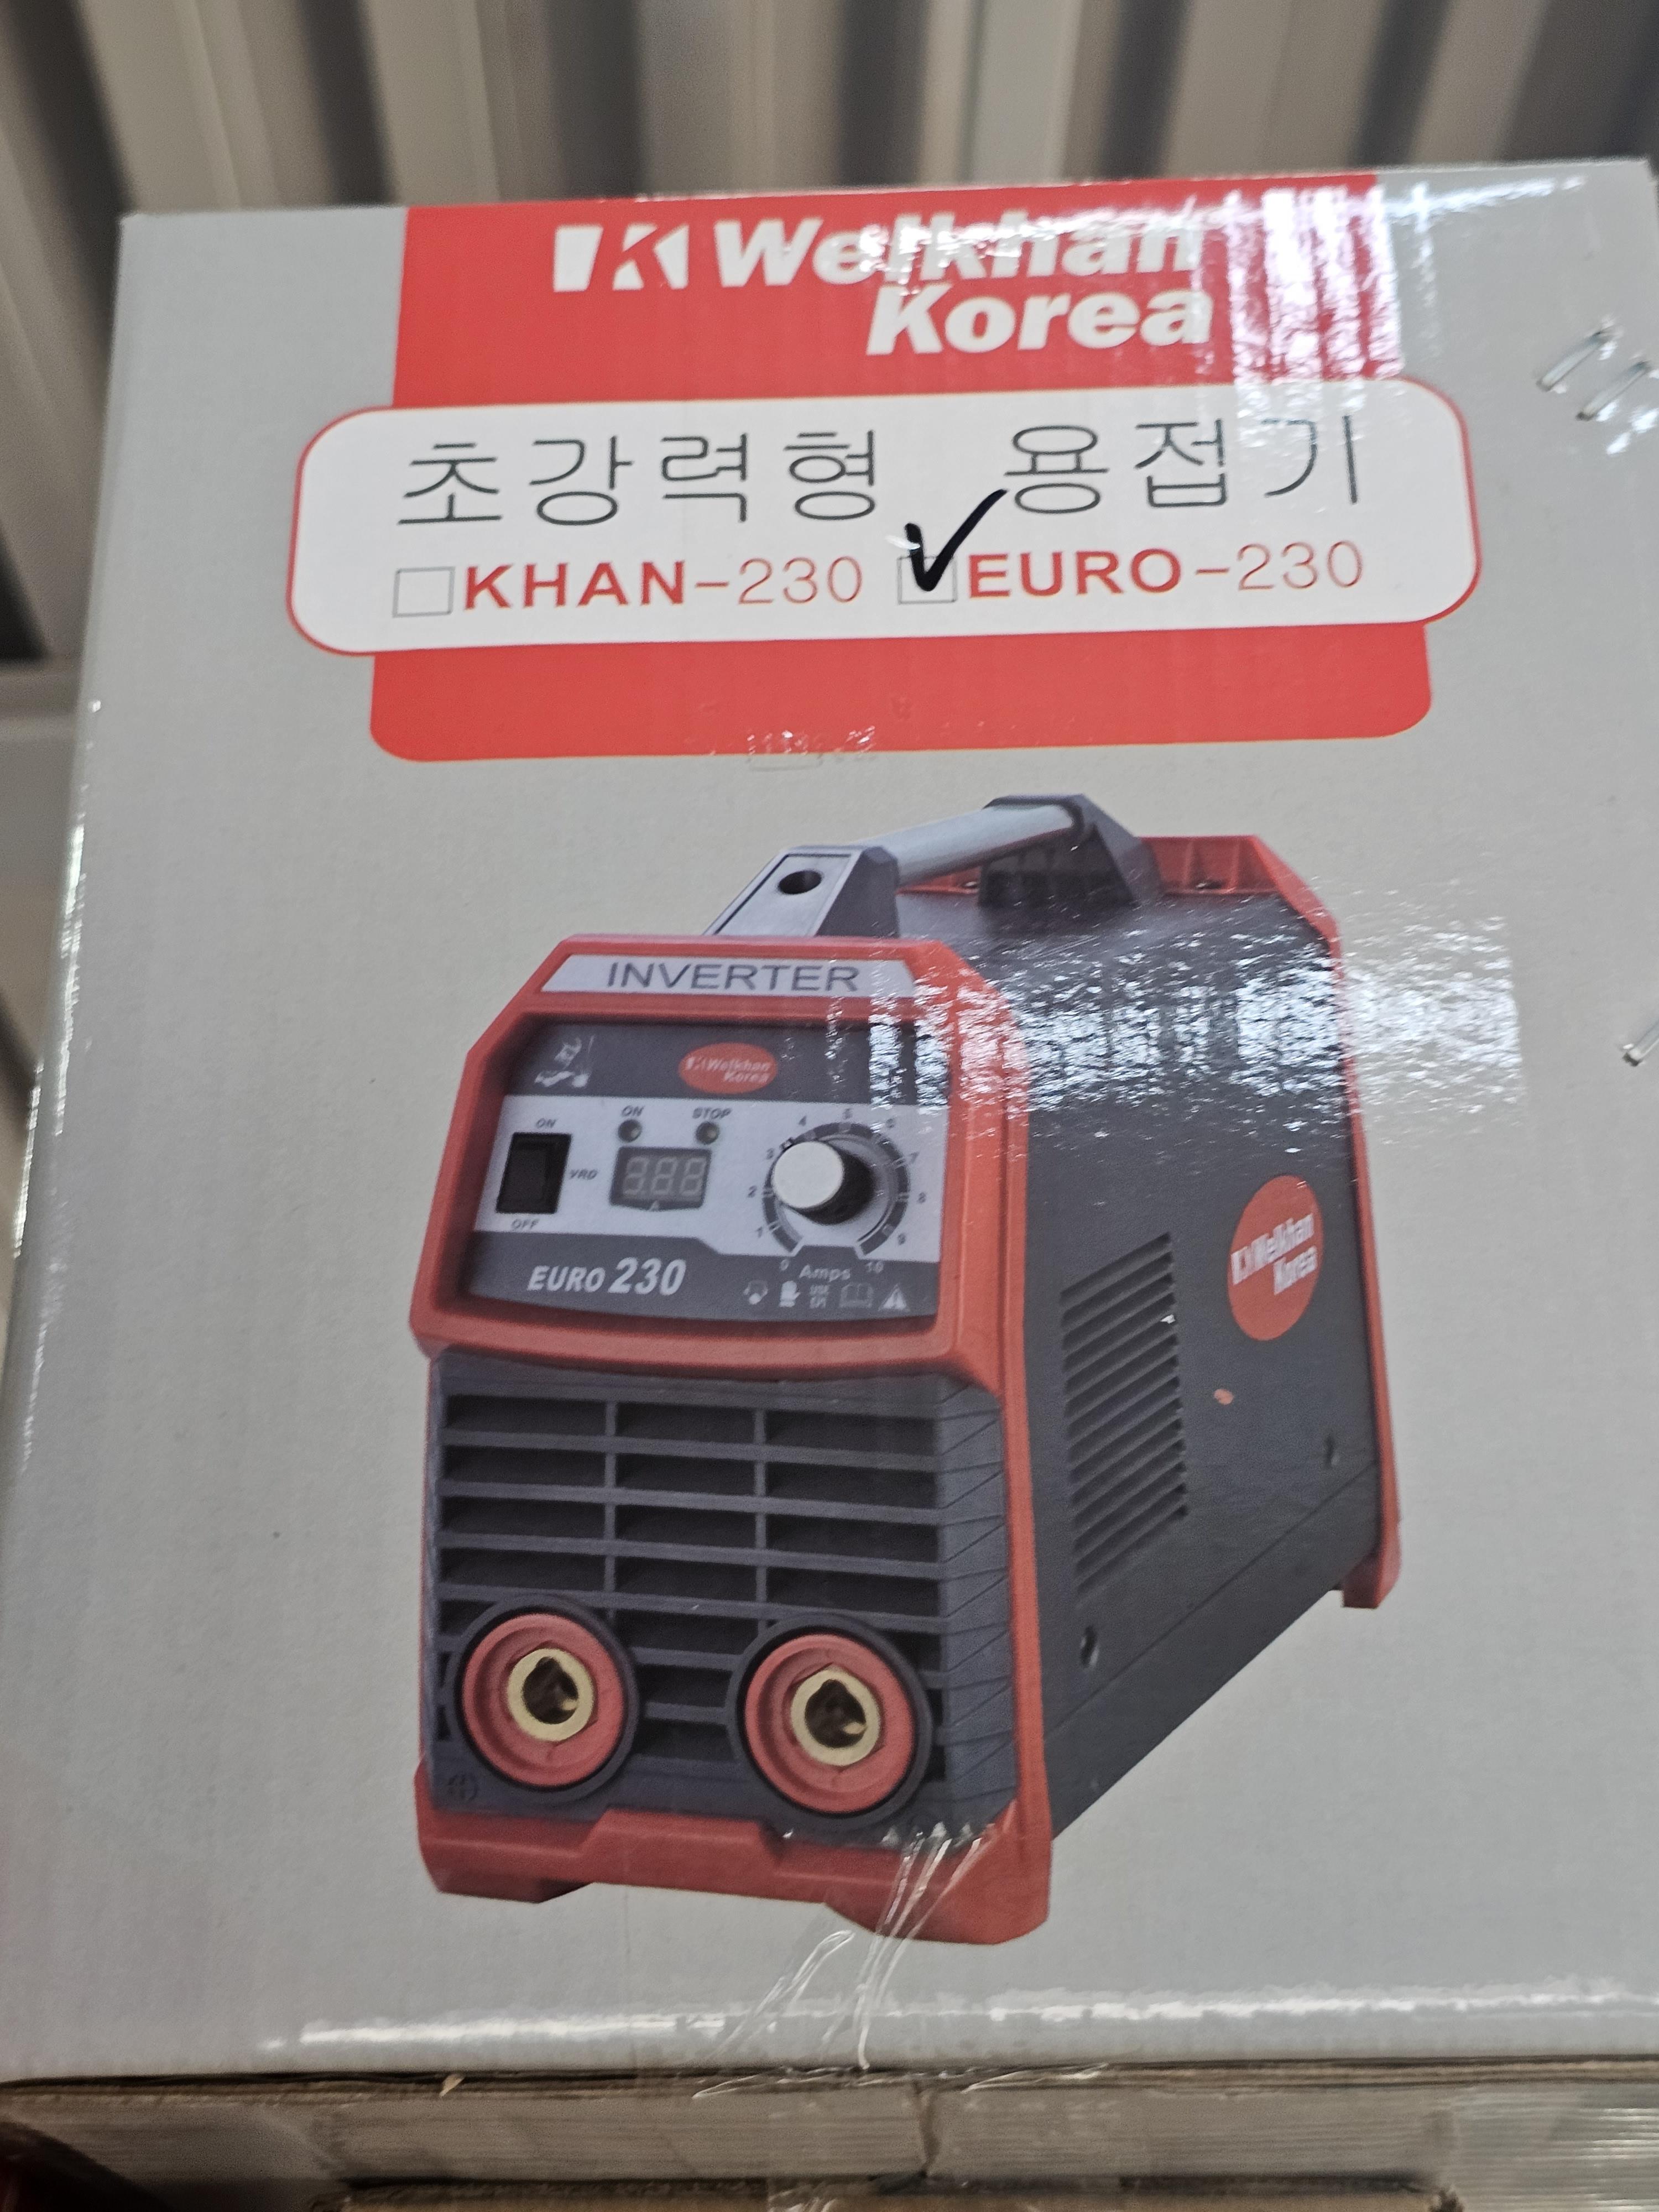 Welkhan
Korea
초강력형 용접기
KHAN-230 EURO-230
INVERTER
Welkhan
Korea
ON STOP
ON
VRD
OFF
A
0 1 2 3 4 5 6 7 8 9 10
Amps
EURO 230
Welkhan
Korea